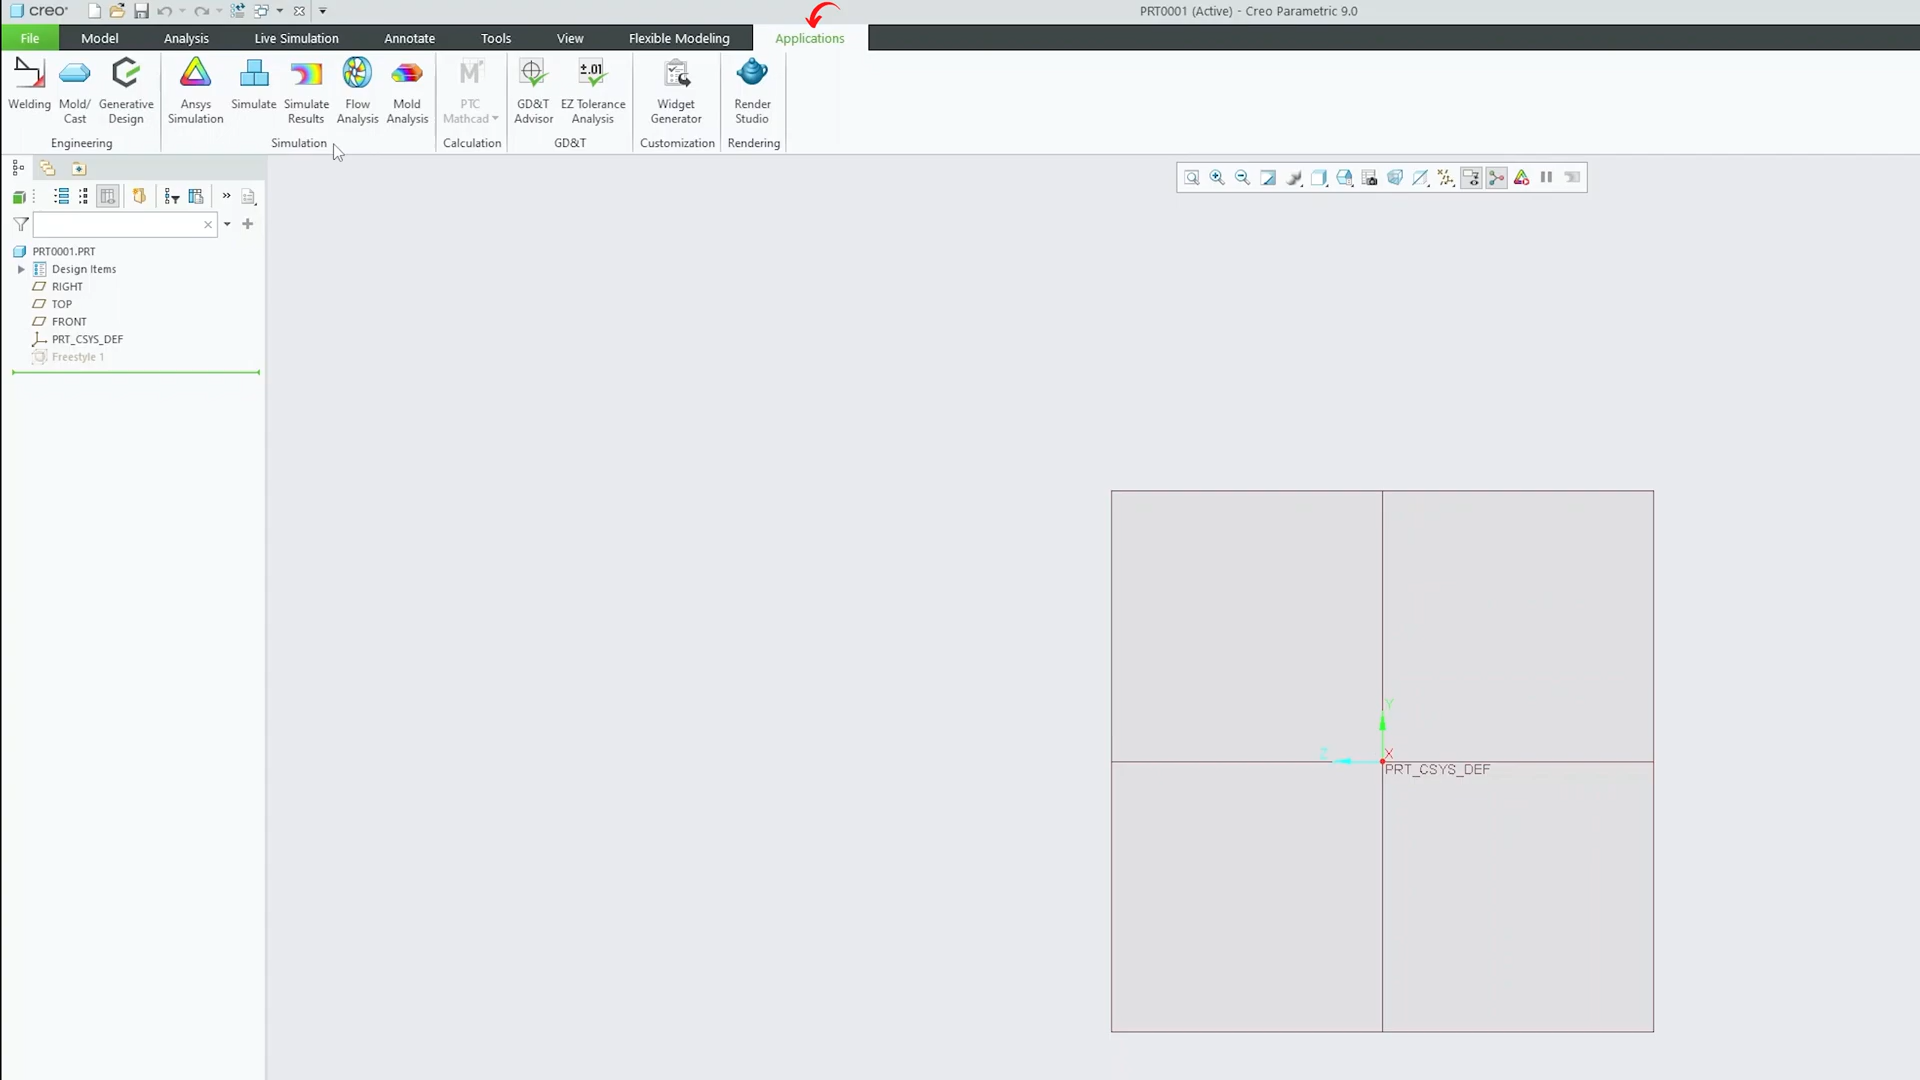 creo
PRT0001 (Active) - Creo Parametric 9.0
File Model Analysis Live Simulation Annotate Tools View Flexible Modeling Applications
Welding
Mold/
Cast
Generative
Design
Ansys
Simulation
Simulate
Simulate
Results
Flow
Analysis
Mold
Analysis
PTC
Mathcad
GD&T
Advisor
±.01
EZ Tolerance
Analysis
Widget
Generator
Render
Studio
Engineering Simulation Calculation GD&T Customization Rendering
PRT0001.PRT
Design Items
RIGHT
TOP
FRONT
PRT_CSYS_DEF
Freestyle 1
Y
Z
X
PRT_CSYS_DEF